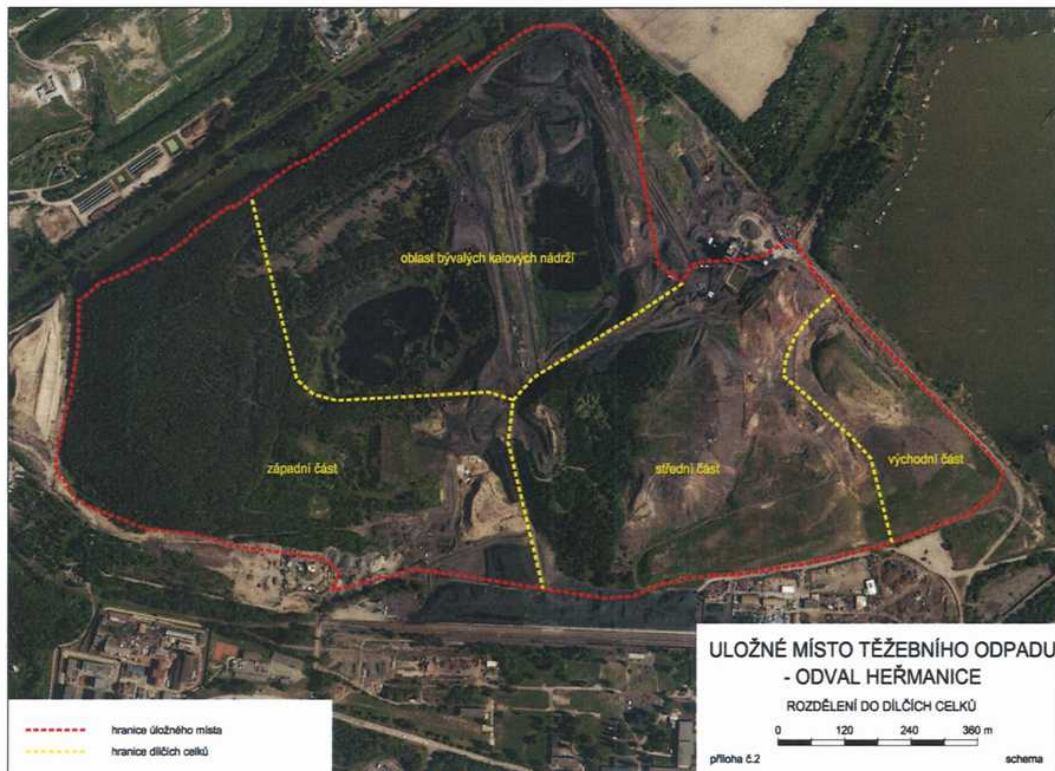 oblast bývalých kalových nádrží
západní část
střední část
východní část
hranice úložného místa
hranice dílčích celků
ULOŽNÉ MÍSTO TĚŽEBNÍHO ODPADU
- ODVAL HEŘMANICE
ROZDĚLENÍ DO DÍLČÍCH CELKŮ
0 120 240 360 m
příloha č.2 schema